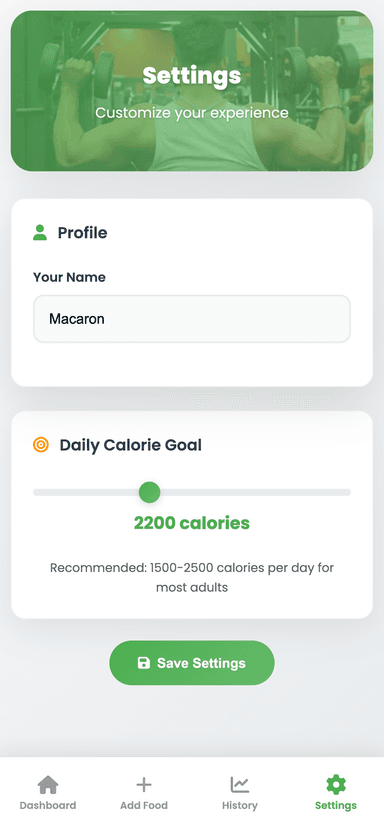 Settings
Customize your experience
Profile
Your Name
Macaron
Daily Calorie Goal
2200 calories
Recommended: 1500-2500 calories per day for
most adults
Save Settings
Dashboard
Add Food
History
Settings